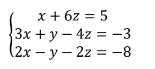 x + 6z = 5
3x + y − 4z = −3
2x − y − 2z = −8